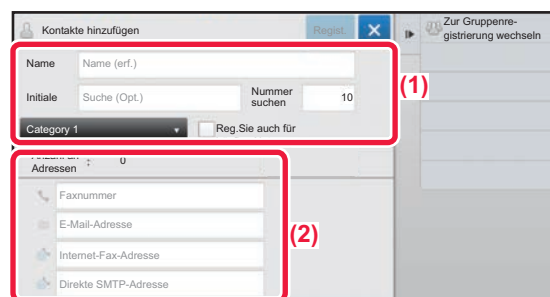 Kontakte hinzufügen
Regist.
Zur Gruppenre-
gistrierung wechseln
Name
Name (erf.)
(1)
Initiale
Suche (Opt.)
Nummer
suchen
10
Category 1
Reg.Sie auch für
Adressen
:
0
Faxnummer
E-Mail-Adresse
(2)
Internet-Fax-Adresse
Direkte SMTP-Adresse